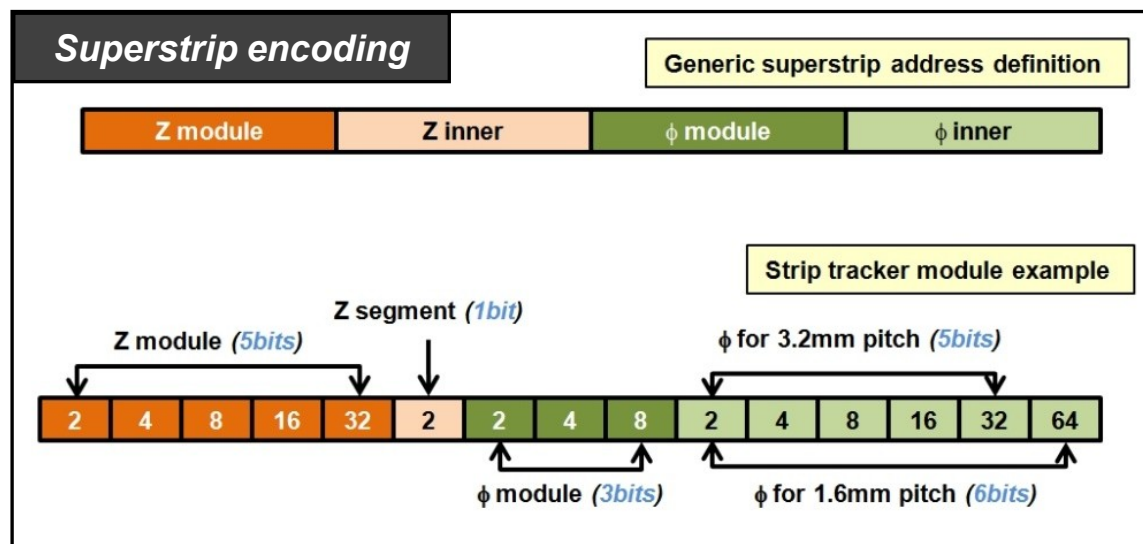 Superstrip encoding
Generic superstrip address definition
Z module Z inner ϕ module ϕ inner
Strip tracker module example
Z segment (1bit)
Z module (5bits)
ϕ for 3.2mm pitch (5bits)
2 4 8 16 32 2 2 4 8 2 4 8 16 32 64
ϕ module (3bits)
ϕ for 1.6mm pitch (6bits)